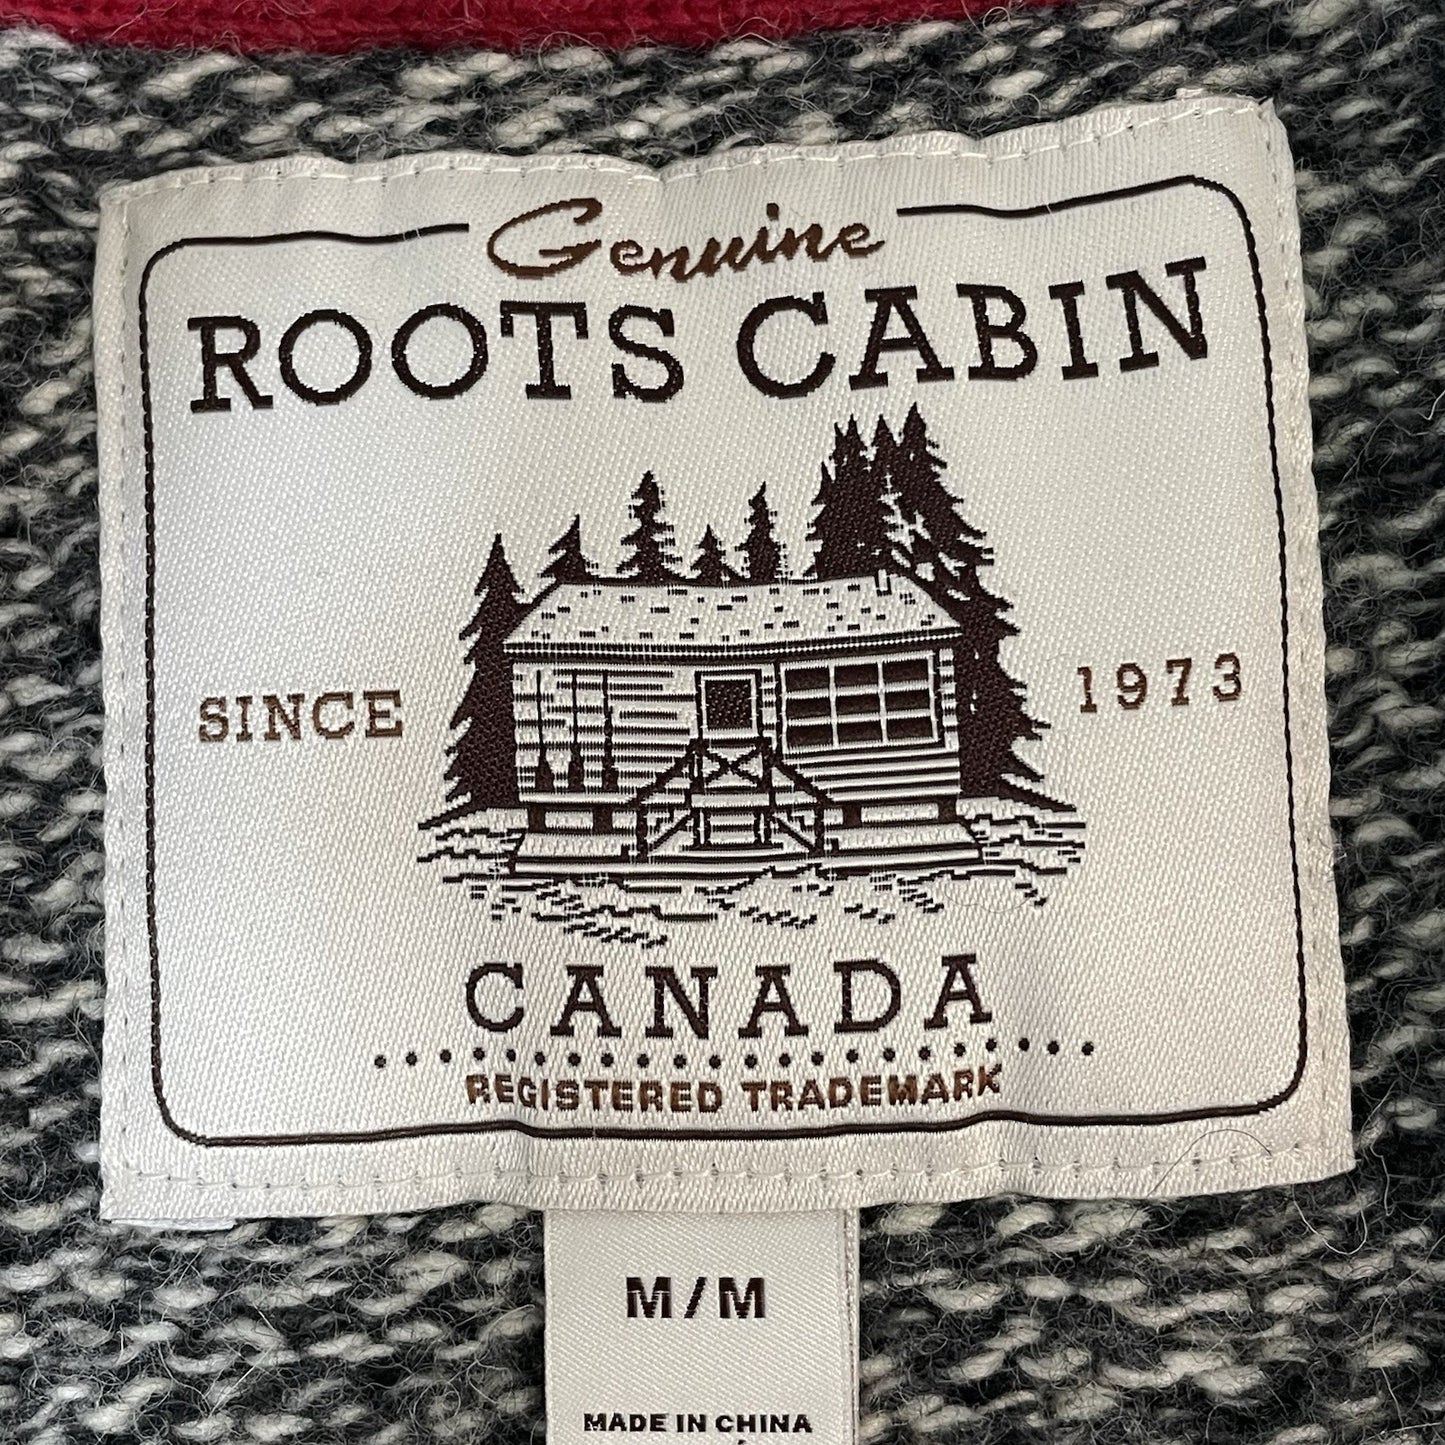 Genuine
ROOTS CABIN
SINCE 1973
CANADA
REGISTERED TRADEMARK
M/M
MADE IN CHINA